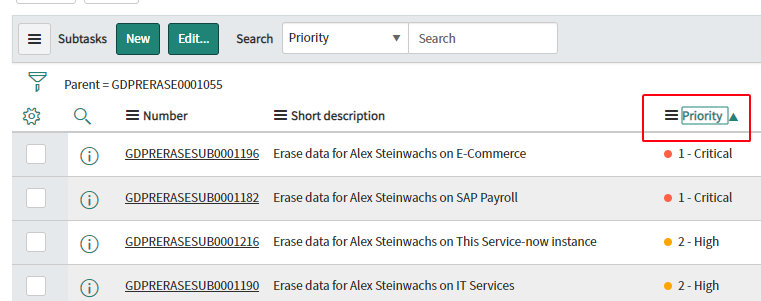 Subtasks New Edit... Search Priority Search
Parent = GDPRERASE0001055
Number Short description Priority
GDPRERASESUB0001196 Erase data for Alex Steinwachs on E-Commerce 1 - Critical
GDPRERASESUB0001182 Erase data for Alex Steinwachs on SAP Payroll 1 - Critical
GDPRERASESUB0001216 Erase data for Alex Steinwachs on This Service-now instance 2 - High
GDPRERASESUB0001190 Erase data for Alex Steinwachs on IT Services 2 - High